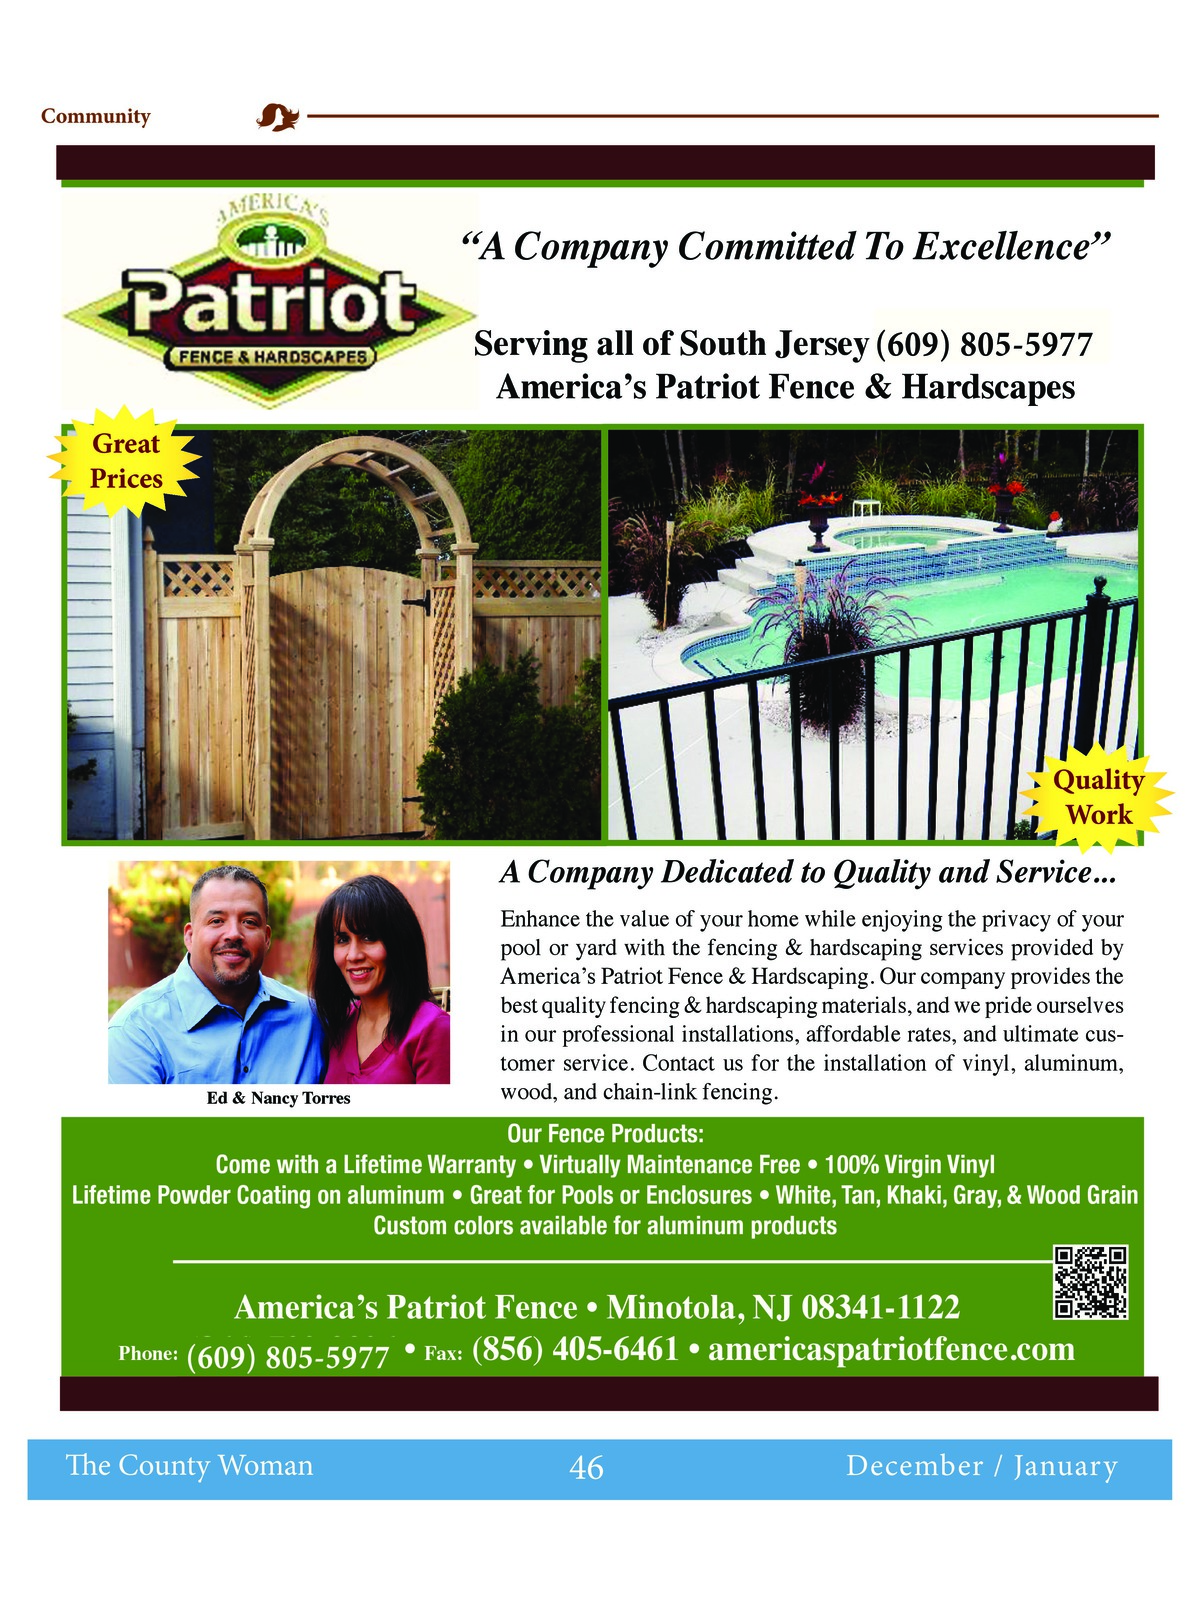 Community
AMERICA'S
Patriot
FENCE & HARDSCAPES
“A Company Committed To Excellence”
Serving all of South Jersey (609) 805-5977
America’s Patriot Fence & Hardscapes
Great
Prices
Quality
Work
Ed & Nancy Torres
A Company Dedicated to Quality and Service...
Enhance the value of your home while enjoying the privacy of your
pool or yard with the fencing & hardscaping services provided by
America’s Patriot Fence & Hardscaping. Our company provides the
best quality fencing & hardscaping materials, and we pride ourselves
in our professional installations, affordable rates, and ultimate cus-
tomer service. Contact us for the installation of vinyl, aluminum,
wood, and chain-link fencing.
Our Fence Products:
Come with a Lifetime Warranty • Virtually Maintenance Free • 100% Virgin Vinyl
Lifetime Powder Coating on aluminum • Great for Pools or Enclosures • White, Tan, Khaki, Gray, & Wood Grain
Custom colors available for aluminum products
America’s Patriot Fence • Minotola, NJ 08341-1122
Phone: (609) 805-5977 • Fax: (856) 405-6461 • americaspatriotfence.com
The County Woman 46 December / January